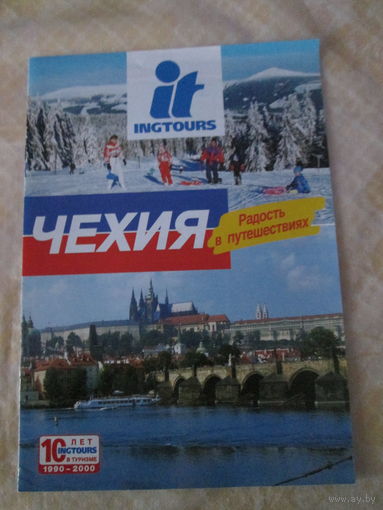 it
INGTOURS
ЧЕХИЯ
Радость
в путешествиях
10 ЛЕТ
INGTOURS
В ТУРИЗМЕ
1990-2000
www.ay.by